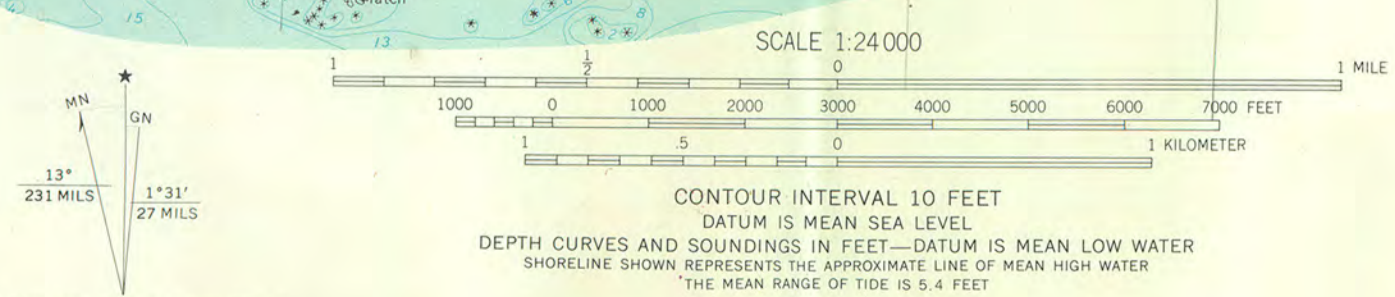 15
13
6
8
2
SCALE 1:24 000
1 1/2 0 1 MILE
1000 0 1000 2000 3000 4000 5000 6000 7000 FEET
1 .5 0 1 KILOMETER
MN
GN
13°
231 MILS
1°31′
27 MILS
CONTOUR INTERVAL 10 FEET
DATUM IS MEAN SEA LEVEL
DEPTH CURVES AND SOUNDINGS IN FEET—DATUM IS MEAN LOW WATER
SHORELINE SHOWN REPRESENTS THE APPROXIMATE LINE OF MEAN HIGH WATER
THE MEAN RANGE OF TIDE IS 5.4 FEET